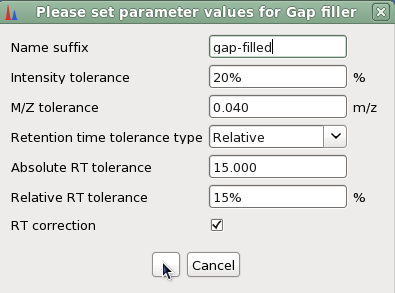 Please set parameter values for Gap filler
Name suffix gap-filled
Intensity tolerance 20% %
M/Z tolerance 0.040 m/z
Retention time tolerance type Relative
Absolute RT tolerance 15.000
Relative RT tolerance 15% %
RT correction
Cancel